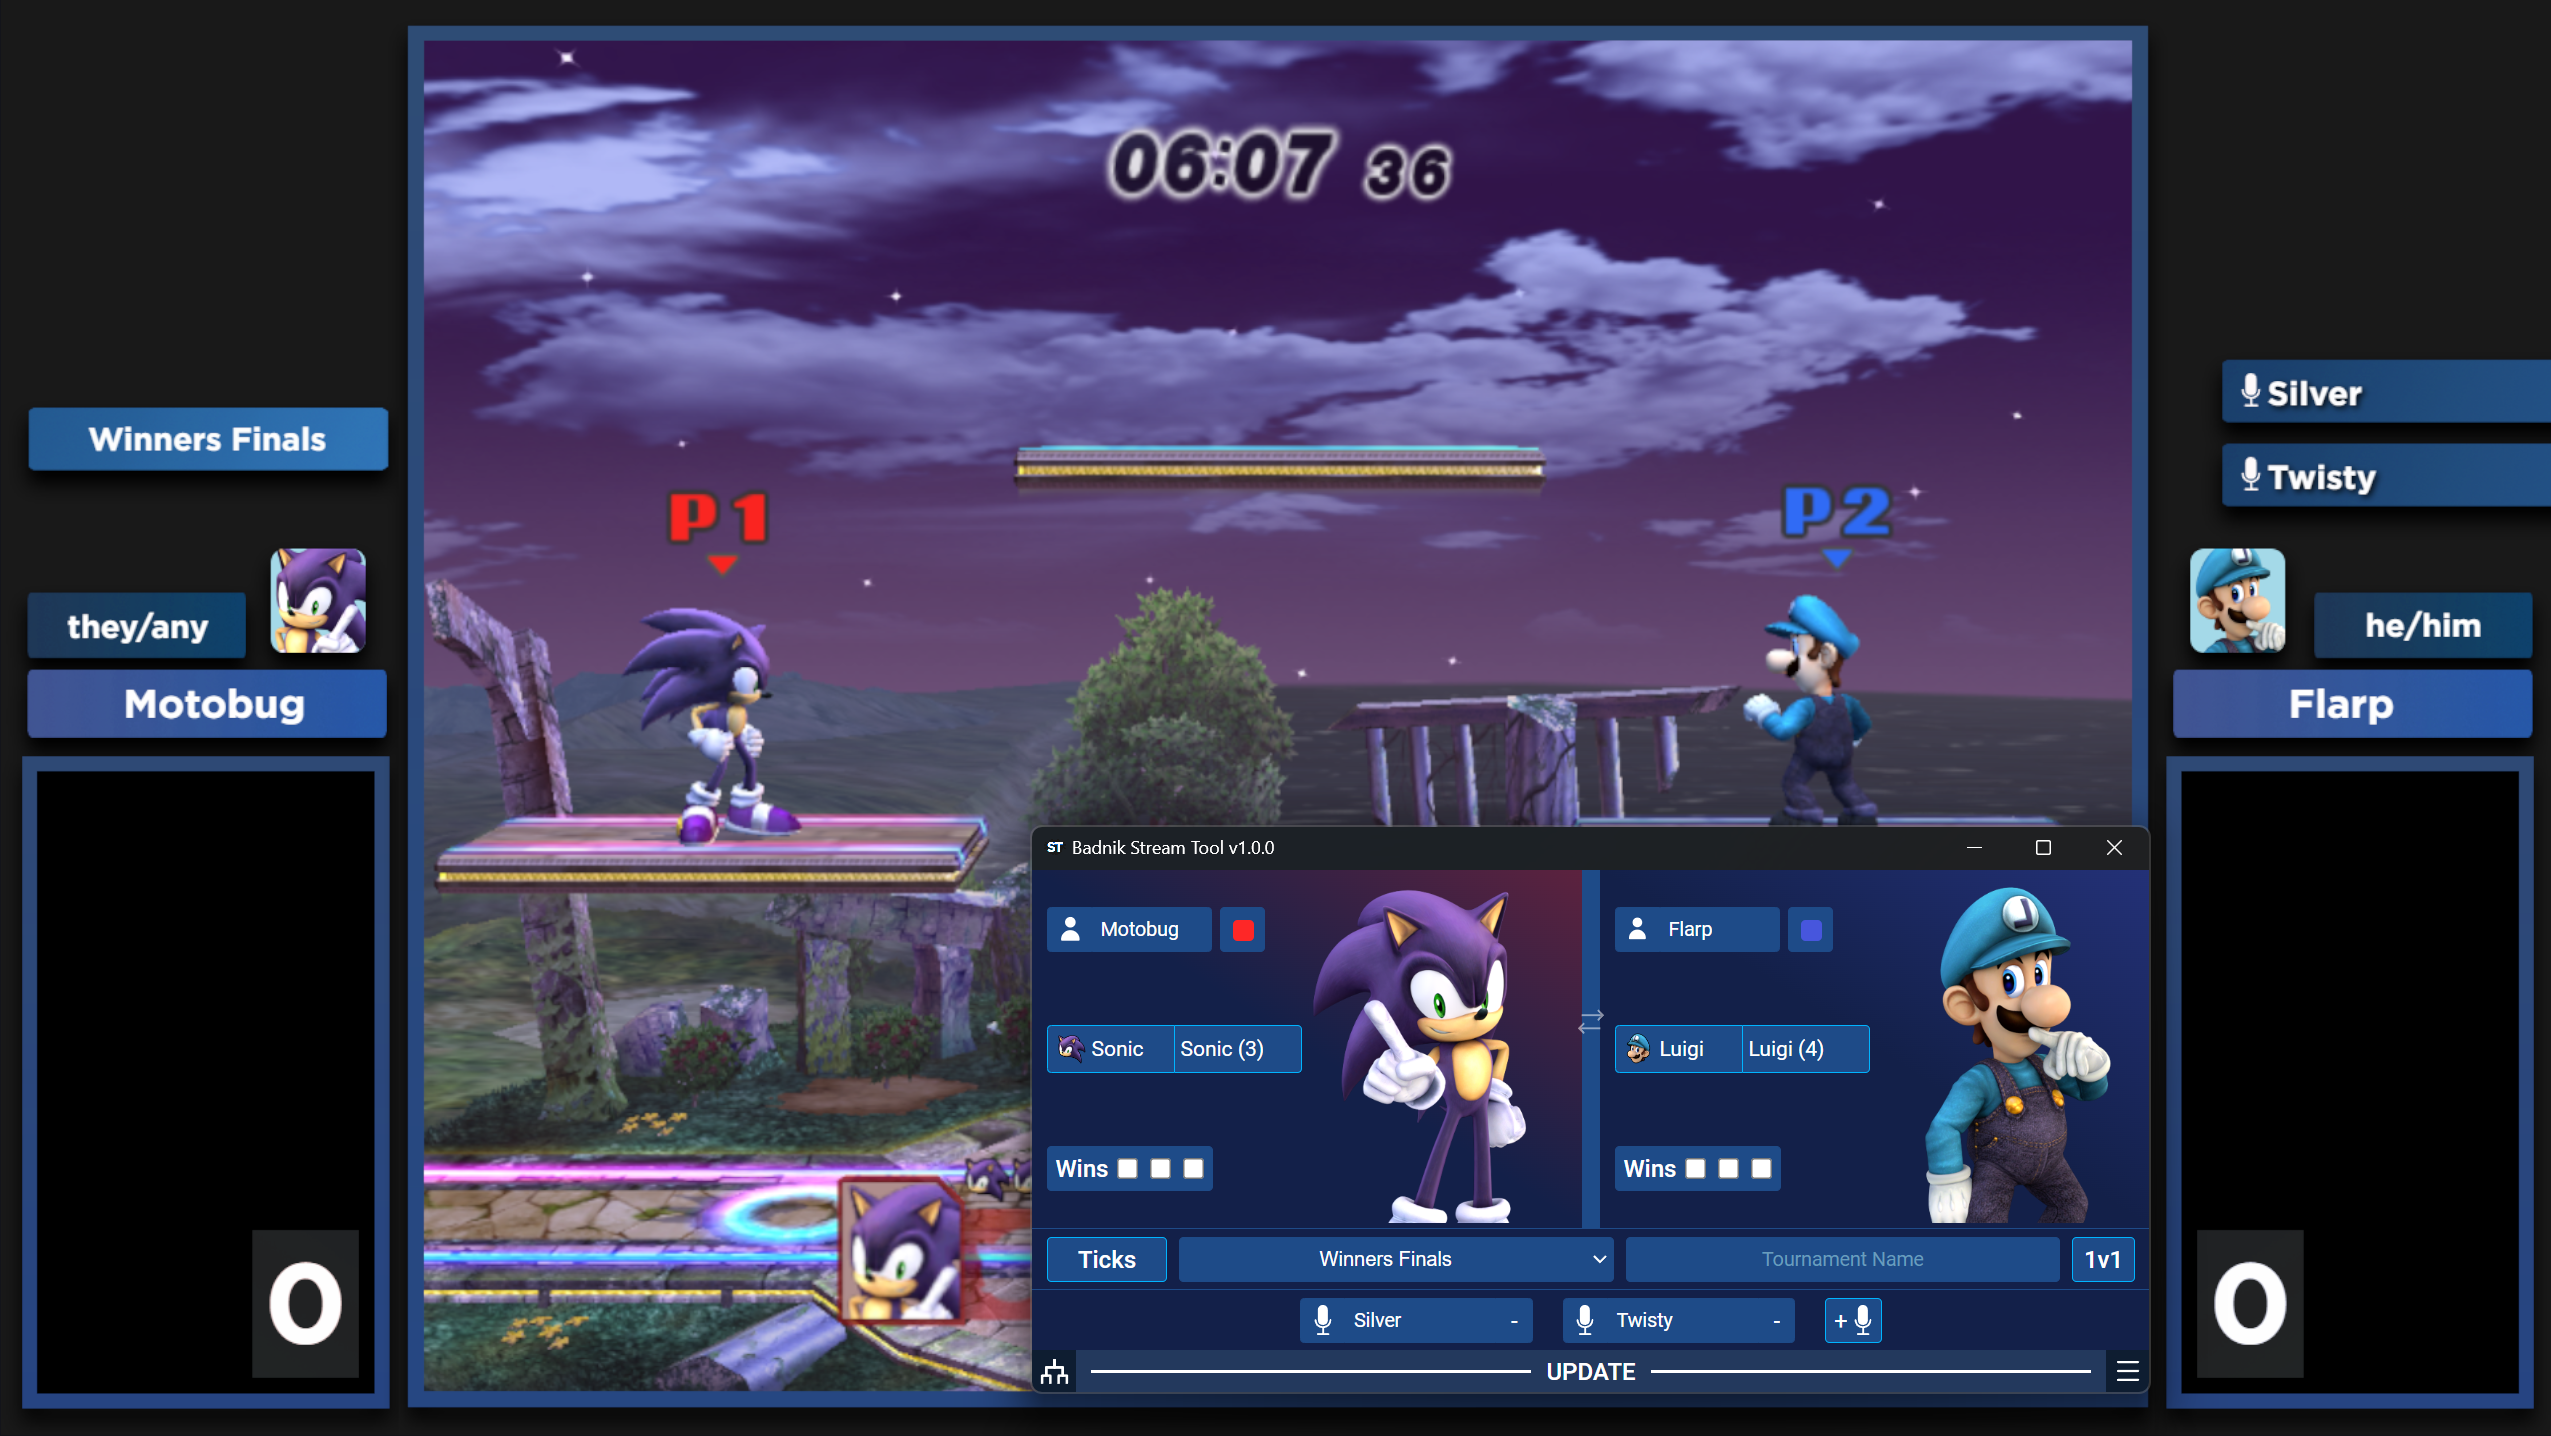 06:07 36
Winners Finals
Silver
Twisty
P1
P2
they/any
he/him
Motobug
Flarp
0
0
ST Badnik Stream Tool v1.0.0
Motobug
Flarp
L
Sonic Sonic (3)
Luigi Luigi (4)
Wins
Wins
Ticks Winners Finals Tournament Name 1v1
Silver - Twisty - +
UPDATE